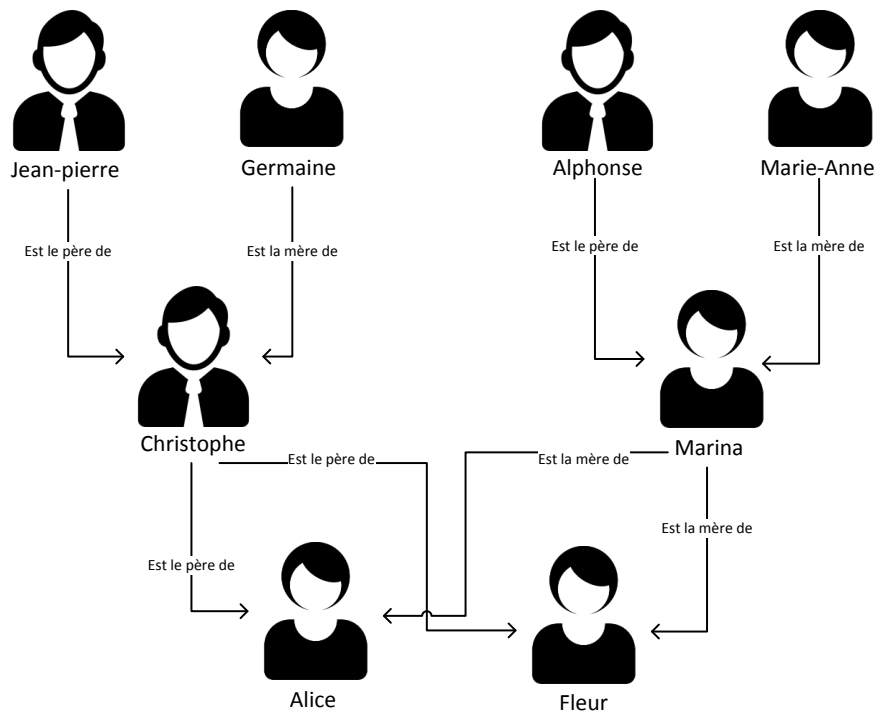 Jean-pierre
Germaine
Alphonse
Marie-Anne
Est le père de
Est la mère de
Est le père de
Est la mère de
Christophe
Marina
Est le père de
Est la mère de
Est la mère de
Est le père de
Alice
Fleur